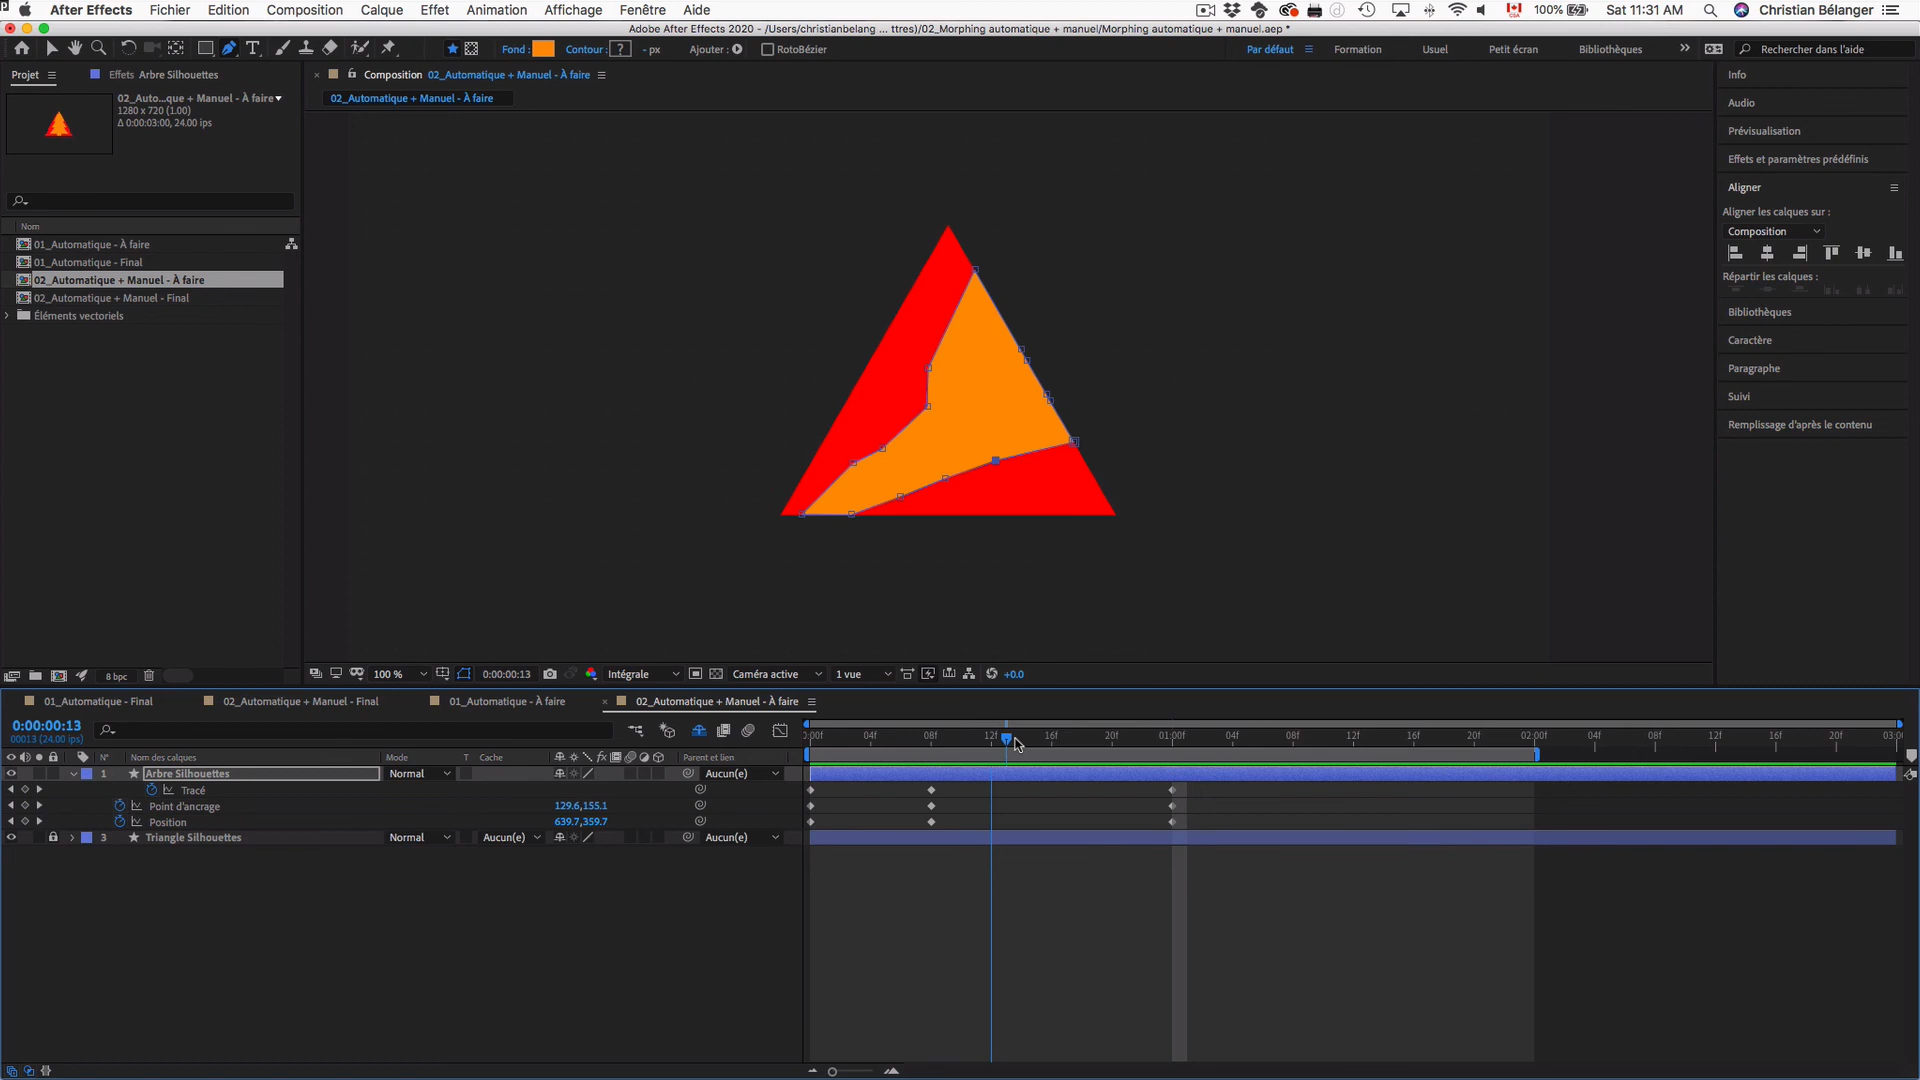 After Effects Fichier Edition Composition Calque Effet Animation Affichage Fenêtre Aide 100% Sat 11:31 AM Christian Bélanger
Adobe After Effects 2020 - /Users/christianbelang ... ttres)/02_Morphing automatique + manuel/Morphing automatique + manuel.aep *
Fond : Contour : ? - px Ajouter : RotoBézier Par défaut Formation Usuel Petit écran Bibliothèques Rechercher dans l'aide
Projet Effets Arbre Silhouettes Composition 02_Automatique + Manuel - À faire Info
02_Auto...que + Manuel - À faire
1280 x 720 (1.00)
Δ 0:00:03:00, 24.00 ips
02_Automatique + Manuel - À faire
Audio
Prévisualisation
Effets et paramètres prédéfinis
Aligner
Aligner les calques sur :
Composition
Répartir les calques :
Bibliothèques
Caractère
Paragraphe
Suivi
Remplissage d'après le contenu
Nom
01_Automatique - À faire
01_Automatique - Final
02_Automatique + Manuel - À faire
02_Automatique + Manuel - Final
Éléments vectoriels
8 bpc 100 % 0:00:00:13 Intégrale Caméra active 1 vue +0.0
01_Automatique - Final 02_Automatique + Manuel - Final 01_Automatique - À faire 02_Automatique + Manuel - À faire
0:00:00:13
00013 (24.00 ips)
0:00f 04f 08f 12f 16f 20f 01:00f 04f 08f 12f 16f 20f 02:00f 04f 08f 12f 16f 20f 03:00
N° Nom des calques Mode T Cache Parent et lien
1 Arbre Silhouettes Normal Aucun(e)
Tracé
Point d'ancrage 129.6,155.1
Position 639.7,359.7
3 Triangle Silhouettes Normal Aucun(e) Aucun(e)